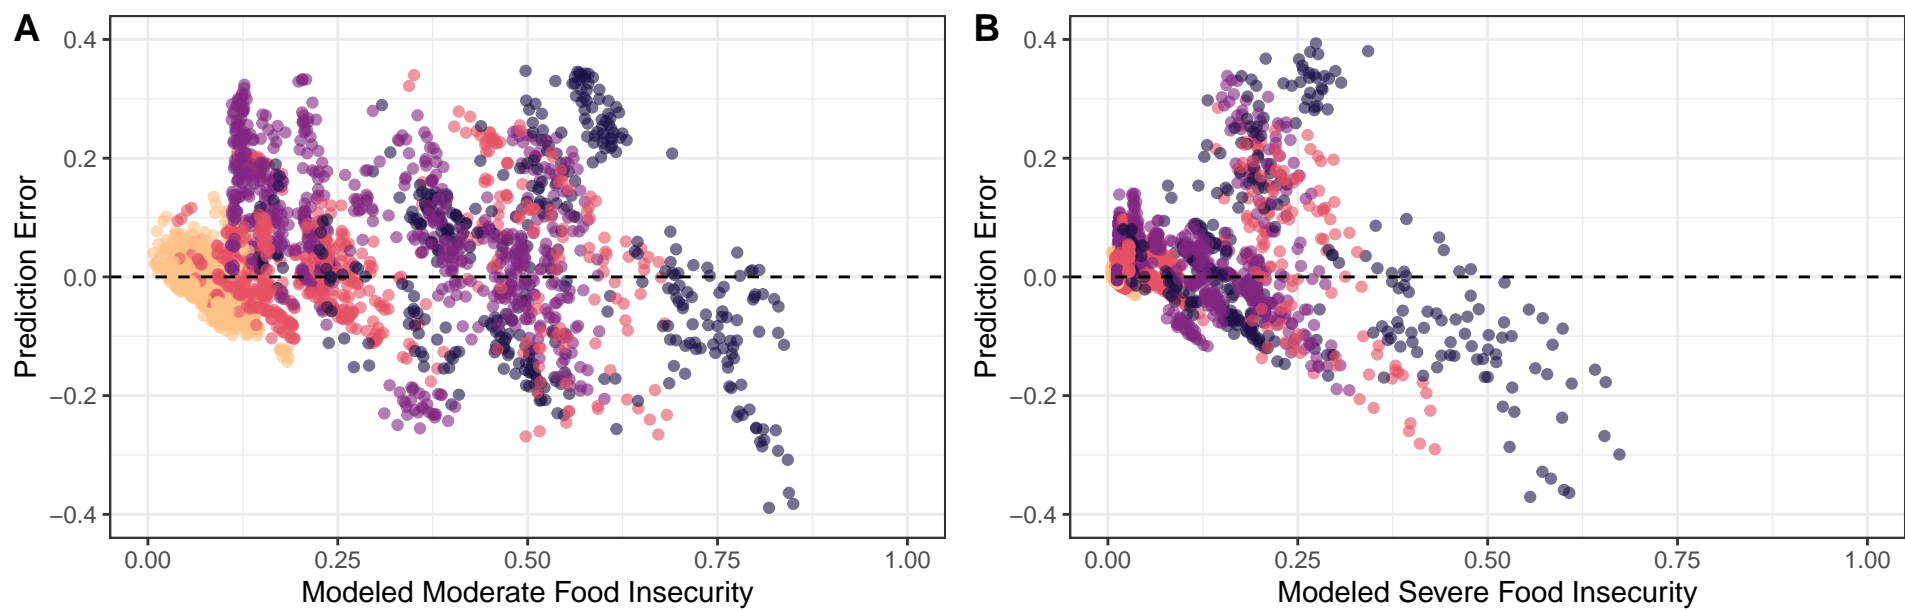 A
B
Prediction Error
0.4
0.2
0.0
−0.2
−0.4
0.00 0.25 0.50 0.75 1.00
Modeled Moderate Food Insecurity
Prediction Error
0.4
0.2
0.0
−0.2
−0.4
0.00 0.25 0.50 0.75 1.00
Modeled Severe Food Insecurity